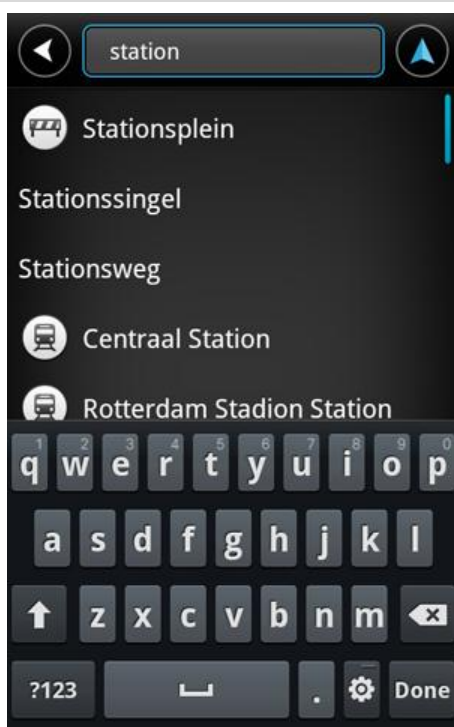 station
Stationsplein
Stationssingel
Stationsweg
Centraal Station
Rotterdam Stadion Station
1 2 3 4 5 6 7 8 9 0
q w e r t y u i o p
a s d f g h j k l
z x c v b n m
?123 . Done